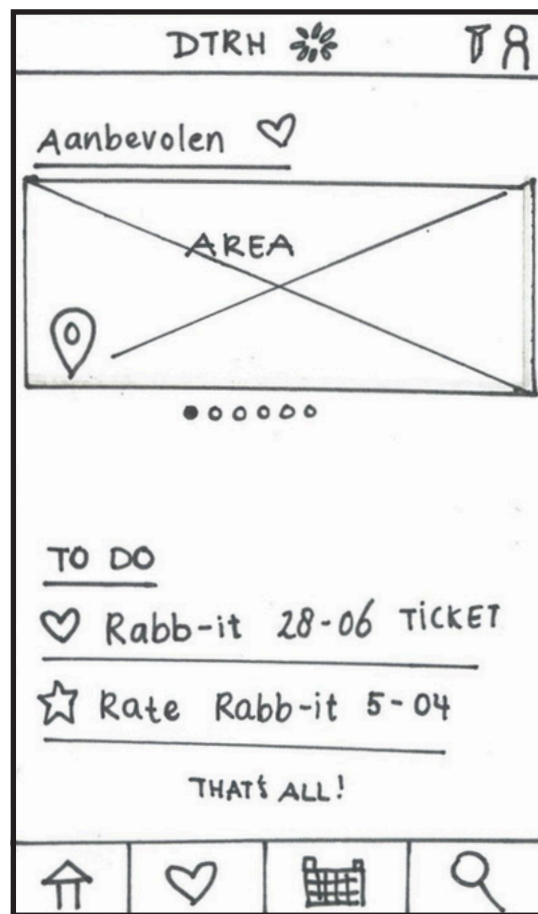 DTRH
Aanbevolen
AREA
TO DO
Rabb-it 28-06 TICKET
Rate Rabb-it 5-04
THAT's ALL!